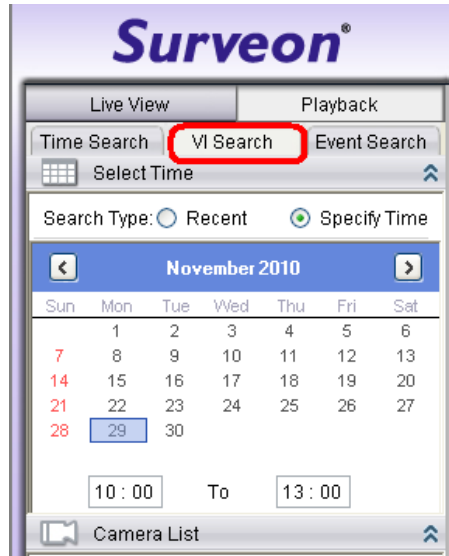 Surveon®
Live View Playback
Time Search VI Search Event Search
Select Time
Search Type: Recent Specify Time
November 2010
Sun Mon Tue Wed Thu Fri Sat
1 2 3 4 5 6
7 8 9 10 11 12 13
14 15 16 17 18 19 20
21 22 23 24 25 26 27
28 29 30
10 : 00 To 13 : 00
Camera List